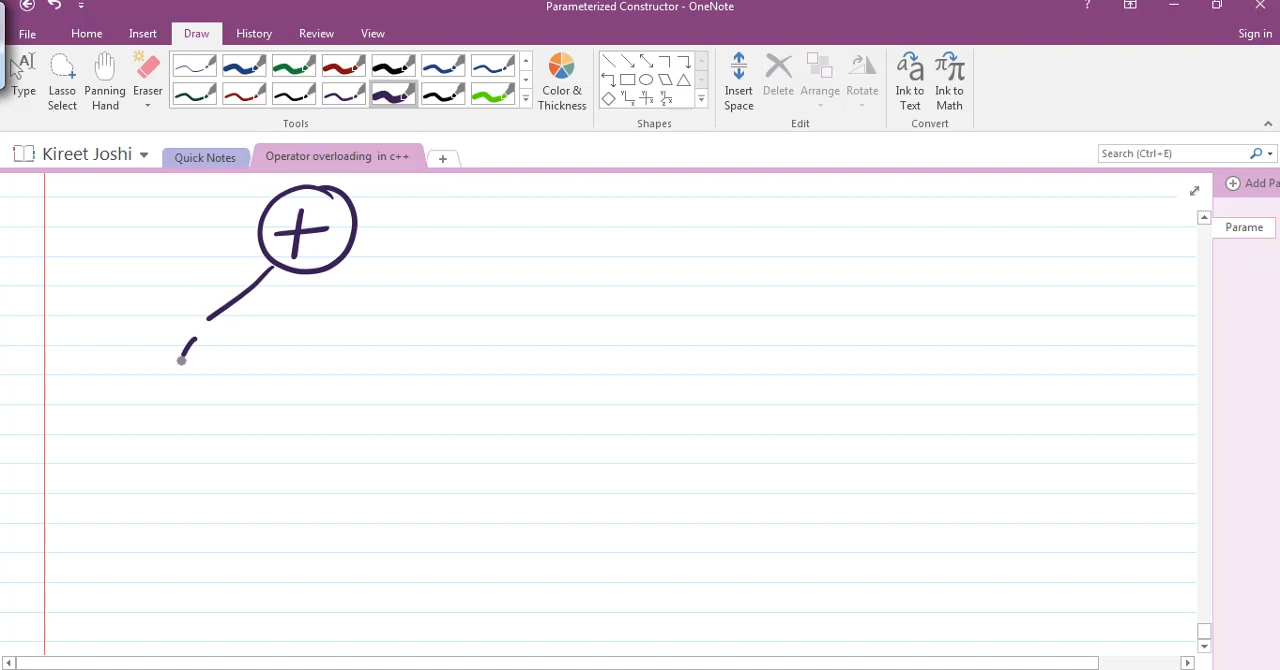 Parameterized Constructor - OneNote
?
File Home Insert Draw History Review View
Sign in
Type
Lasso Select
Panning Hand
Eraser
Color & Thickness
Insert Space
Delete
Arrange
Rotate
Ink to Text
Ink to Math
Tools
Shapes
Edit
Convert
Kireet Joshi
Quick Notes
Operator overloading in c++
+
Search (Ctrl+E)
Add Pa
Parame
+